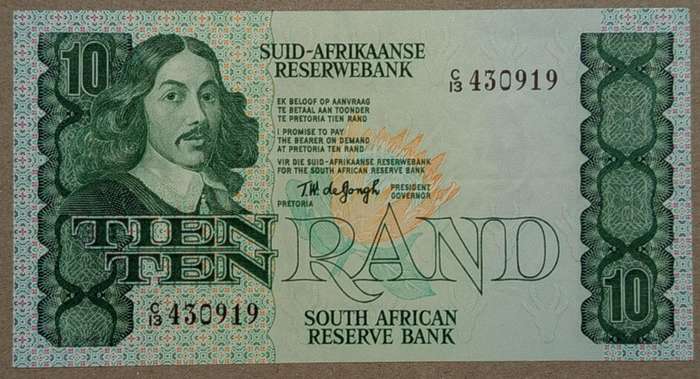 10
SUID-AFRIKAANSE
RESERWEBANK
C/13 430919
EK BELOOF OP AANVRAAG
TE BETAAL AAN TOONDER
TE PRETORIA TIEN RAND
I PROMISE TO PAY
THE BEARER ON DEMAND
AT PRETORIA TEN RAND
VIR DIE SUID-AFRIKAANSE RESERWEBANK
FOR THE SOUTH AFRICAN RESERVE BANK
T.W. de Jongh PRESIDENT
GOVERNOR
PRETORIA
TIEN
TEN RAND
C/13 430919
SOUTH AFRICAN
RESERVE BANK
10